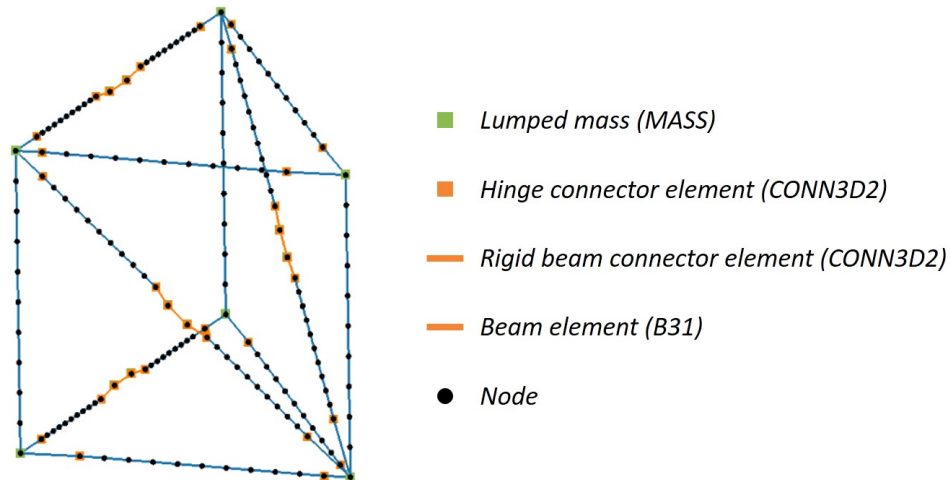 Lumped mass (MASS)
Hinge connector element (CONN3D2)
Rigid beam connector element (CONN3D2)
Beam element (B31)
Node